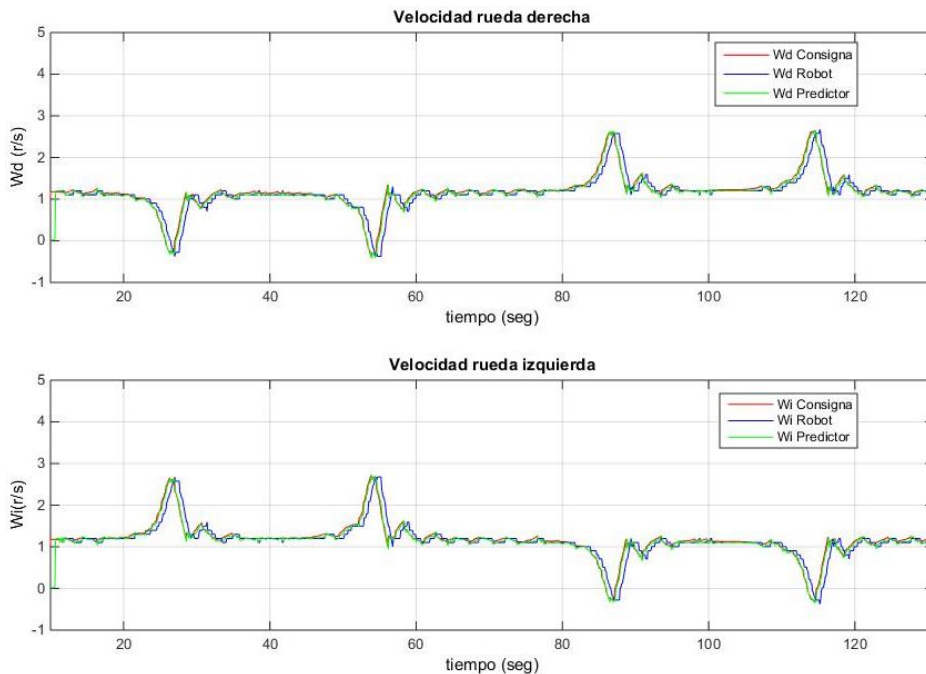 Velocidad rueda derecha
5
4
3
2
1
0
-1
Wd (r/s)
Wd Consigna
Wd Robot
Wd Predictor
20
40
60
80
100
120
tiempo (seg)
Velocidad rueda izquierda
5
4
3
2
1
0
-1
Wi(r/s)
Wi Consigna
Wi Robot
Wi Predictor
20
40
60
80
100
120
tiempo (seg)